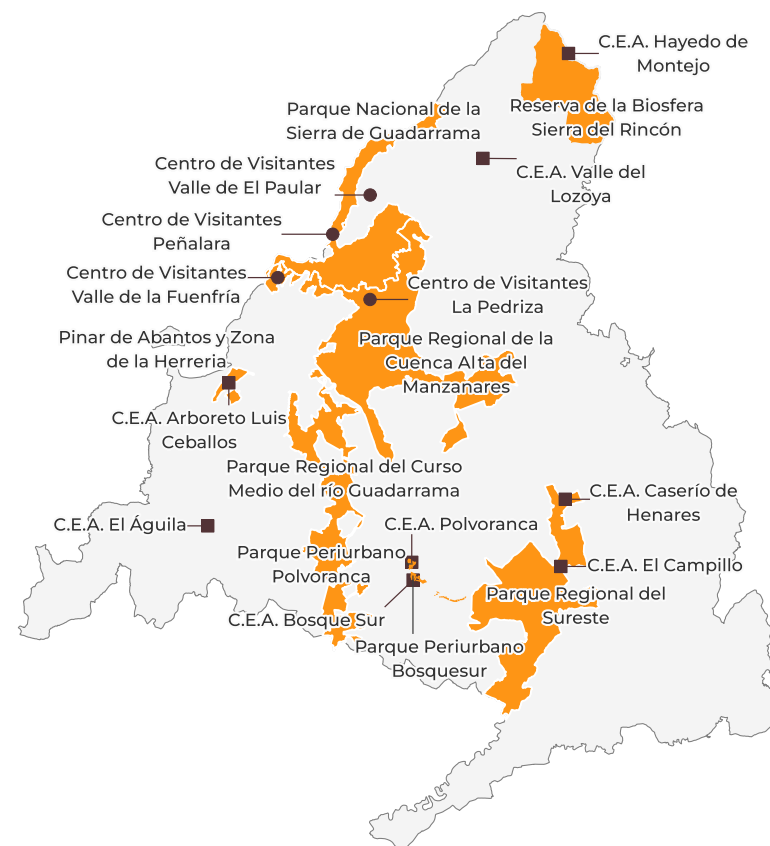 C.E.A. Hayedo de
Montejo
Parque Nacional de la
Sierra de Guadarrama
Reserva de la Biosfera
Sierra del Rincón
Centro de Visitantes
Valle de El Paular
C.E.A. Valle del
Lozoya
Centro de Visitantes
Peñalara
Centro de Visitantes
Valle de la Fuenfría
Centro de Visitantes
La Pedriza
Pinar de Abantos y Zona
de la Herreria
Parque Regional de la
Cuenca Alta del
Manzanares
C.E.A. Arboreto Luis
Ceballos
Parque Regional del Curso
Medio del río Guadarrama
C.E.A. Caserío de
Henares
C.E.A. El Águila
C.E.A. Polvoranca
Parque Periurbano
Polvoranca
C.E.A. El Campillo
Parque Regional del
Sureste
C.E.A. Bosque Sur
Parque Periurbano
Bosquesur